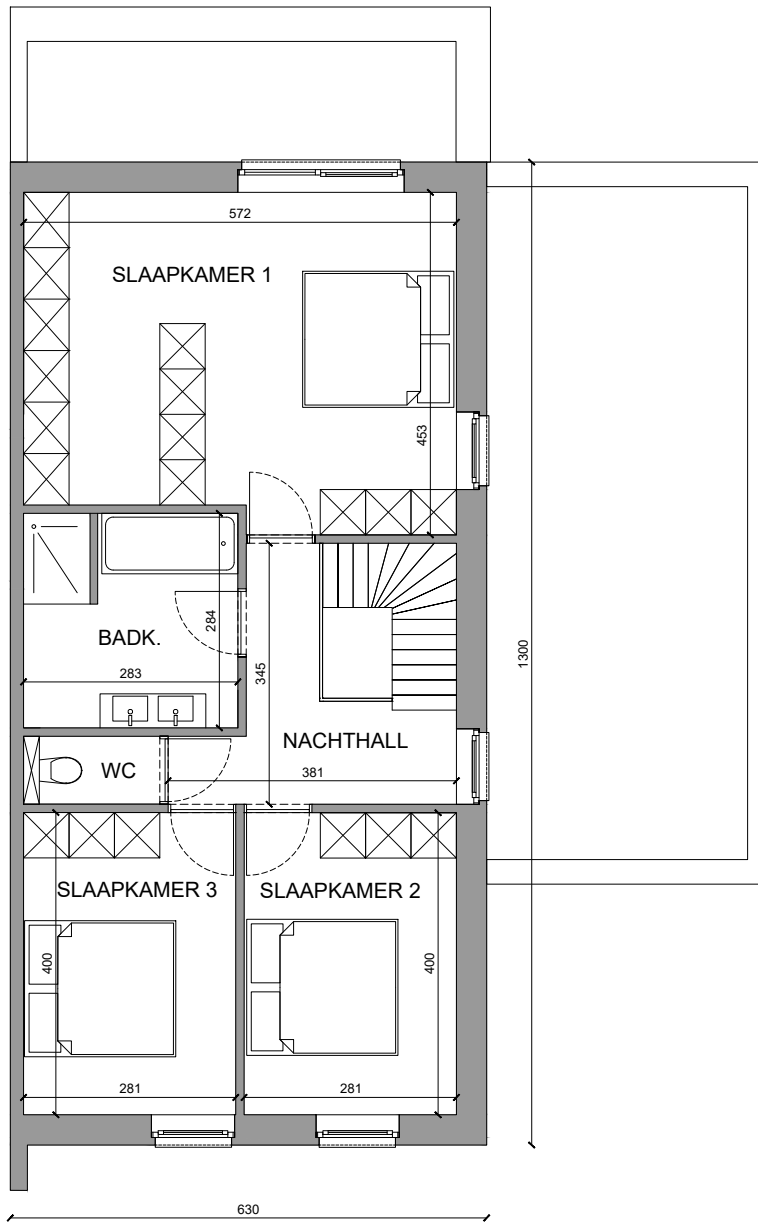 572
SLAAPKAMER 1
453
284
BADK.
283
345
1300
NACHTHALL
WC
381
SLAAPKAMER 3
SLAAPKAMER 2
400
400
281
281
630